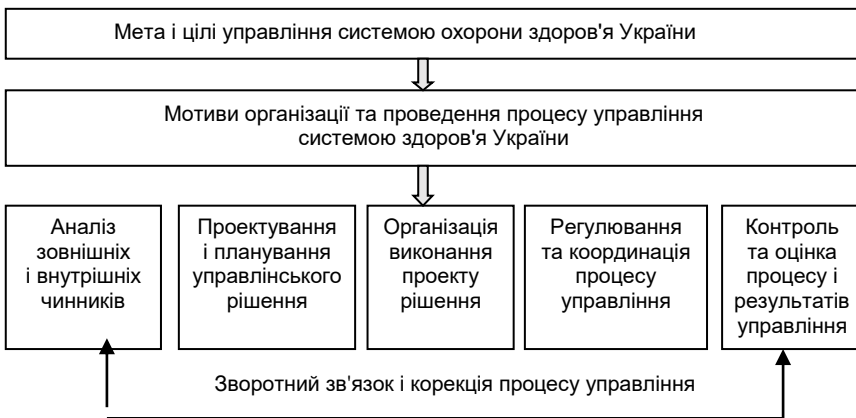 Мета і цілі управління системою охорони здоров'я України
Мотиви організації та проведення процесу управління
системою здоров'я України
Аналіз
зовнішніх
і внутрішніх
чинників
Проектування
і планування
управлінського
рішення
Організація
виконання
проекту
рішення
Регулювання
та координація
процесу
управління
Контроль
та оцінка
процесу і
результатів
управління
Зворотний зв'язок і корекція процесу управління